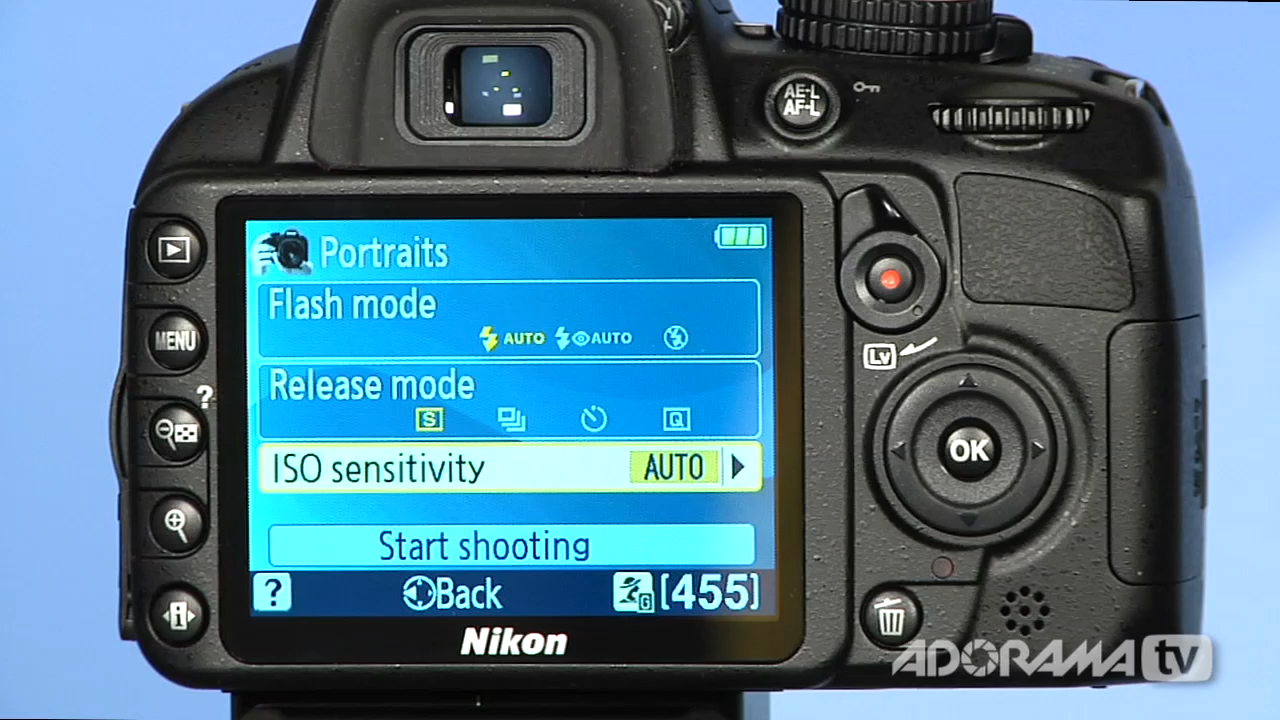 AE-L
AF-L
Portraits
Flash mode
AUTO AUTO
Release mode
S Q
ISO sensitivity AUTO
Start shooting
? Back G [455]
MENU
?
Lv
OK
i
Nikon
ADORAMA tv